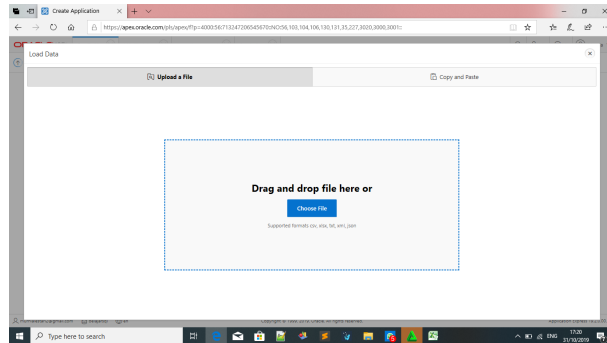 Create Application
https://apex.oracle.com/pls/apex/f?p=4000:56:713247206545670::NO:56,103,104,106,130,131,35,227,3020,3000,3001::
Load Data
Upload a File
Copy and Paste
Drag and drop file here or
Choose File
Supported formats csv, xlsx, txt, xml, json
Type here to search
ENG
17:20
31/10/2019